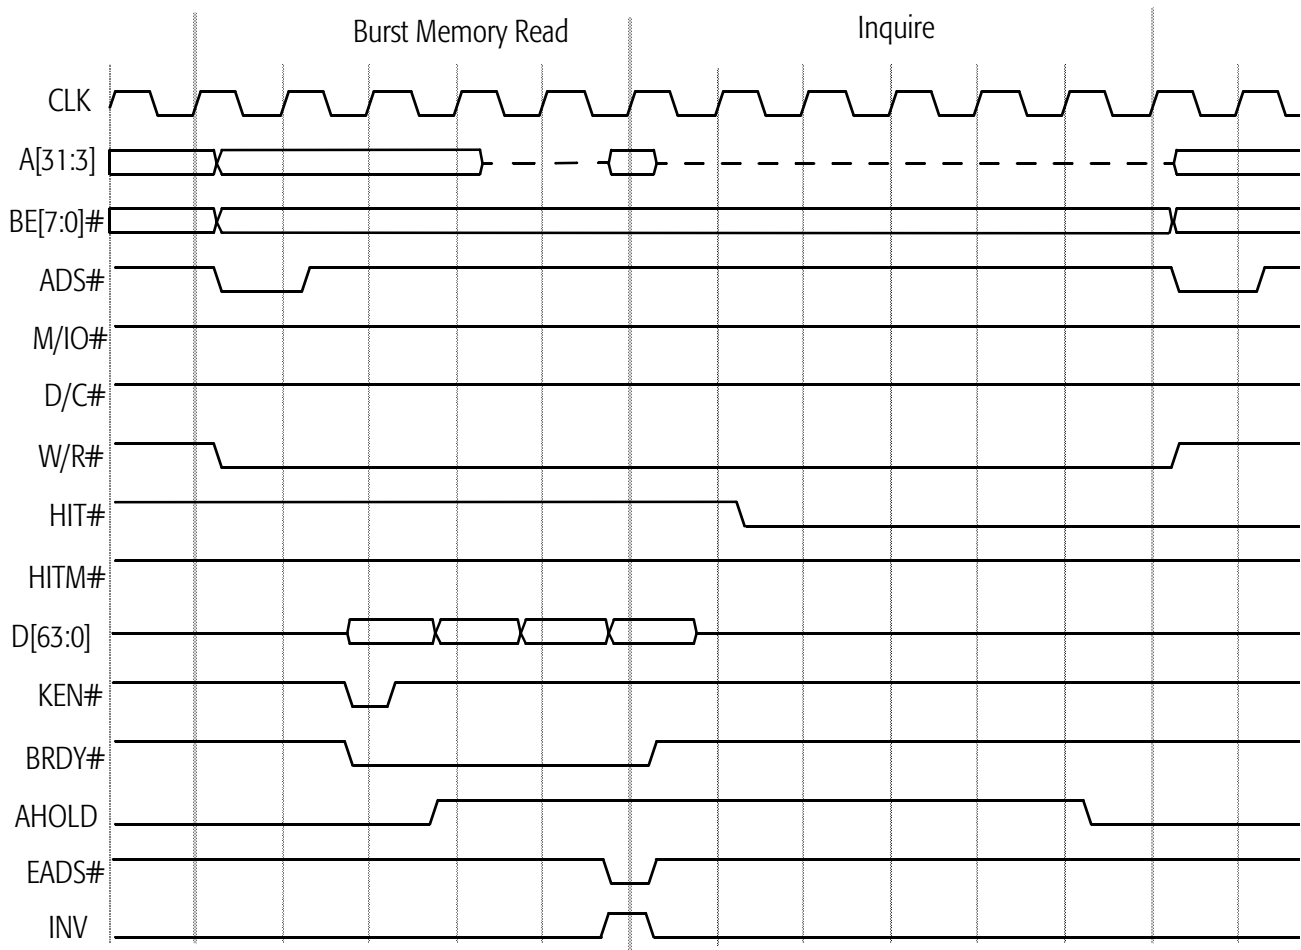 Burst Memory Read
Inquire
CLK
A[31:3]
BE[7:0]#
ADS#
M/IO#
D/C#
W/R#
HIT#
HITM#
D[63:0]
KEN#
BRDY#
AHOLD
EADS#
INV